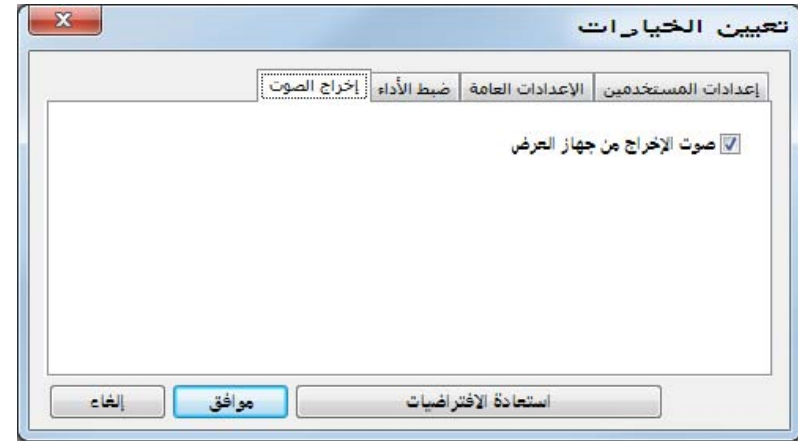 تعيين الخيارات
إعدادات المستخدمين الإعدادات العامة ضبط الأداء إخراج الصوت
صوت الإخراج من جهاز العرض
استعادة الافتراضيات موافق إلغاء